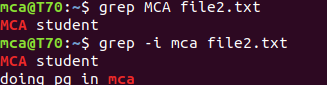 mca@T70:~$ grep MCA file2.txt
MCA student
mca@T70:~$ grep -i mca file2.txt
MCA student
doing pg in mca